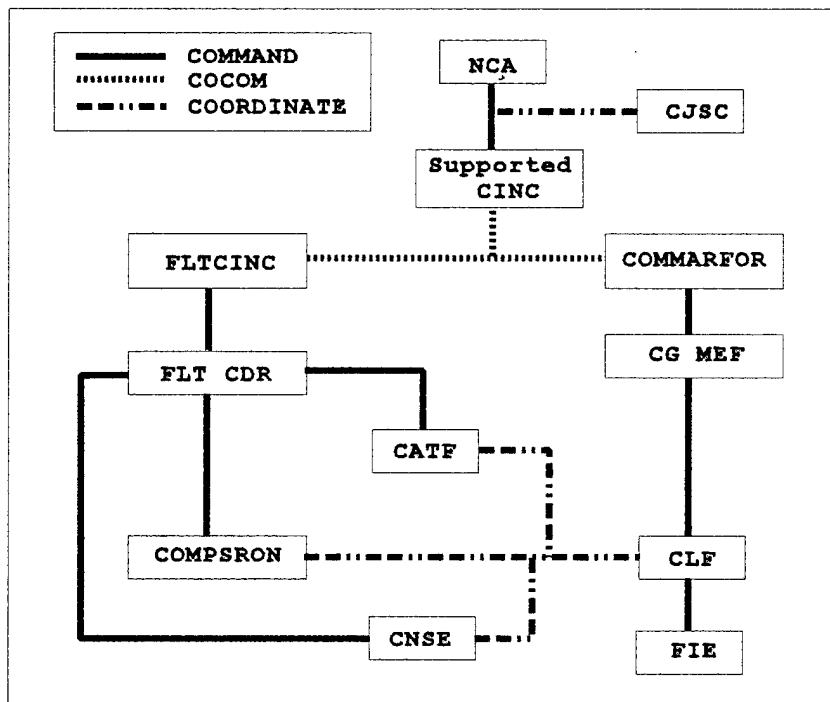 COMMAND
COCOM
COORDINATE
NCA
CJSC
Supported
CINC
FLTCINC
COMMARFOR
FLT CDR
CG MEF
CATF
COMPSRON
CLF
CNSE
FIE